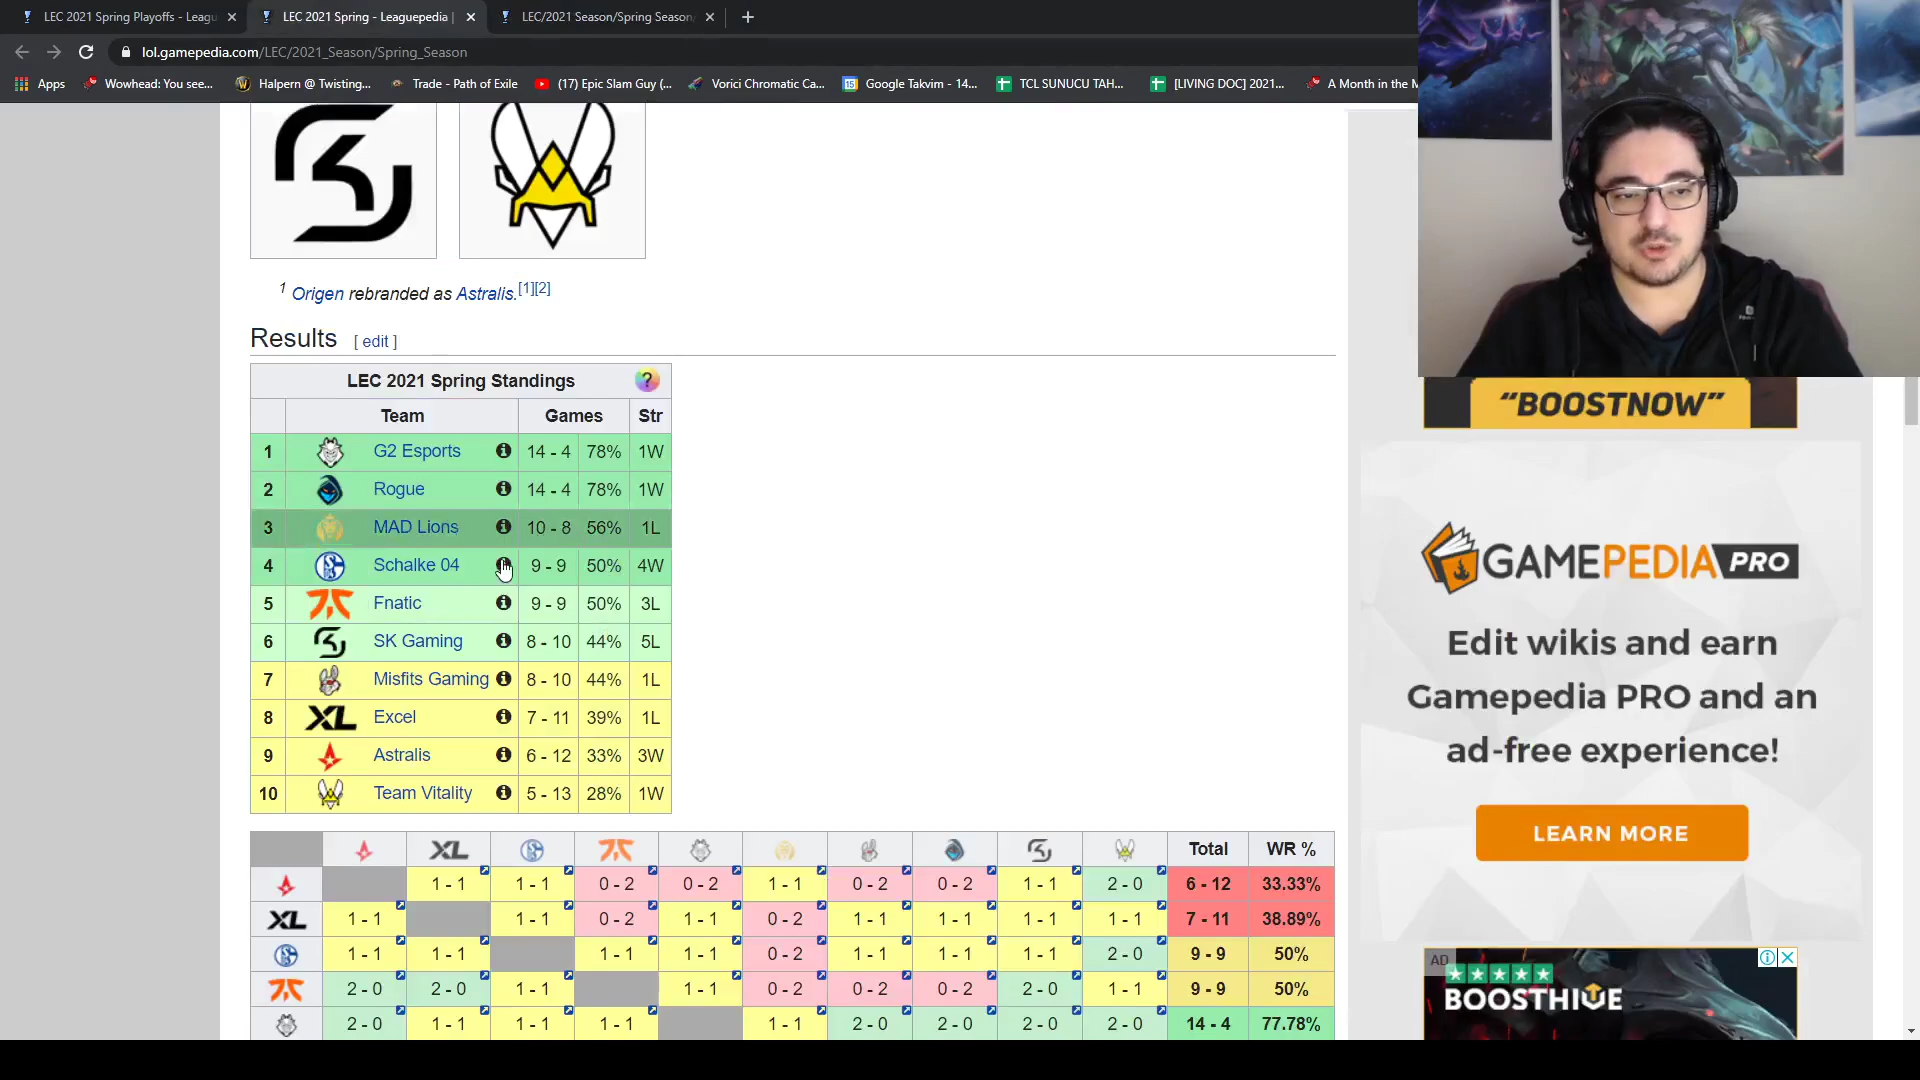 LEC 2021 Spring Playoffs - Leagu
LEC 2021 Spring - Leaguepedia |
LEC/2021 Season/Spring Season
lol.gamepedia.com/LEC/2021_Season/Spring_Season
Apps
Wowhead: You see...
Halpern @ Twisting...
Trade - Path of Exile
(17) Epic Slam Guy (...
Vorici Chromatic Ca...
Google Takvim - 14...
TCL SUNUCU TAH...
[LIVING DOC] 2021...
A Month in the M
1 Origen rebranded as Astralis.[1][2]
Results [ edit ]
LEC 2021 Spring Standings ?
Team Games Str
1 G2 Esports 14 - 4 78% 1W
2 Rogue 14 - 4 78% 1W
3 MAD Lions 10 - 8 56% 1L
4 Schalke 04 9 - 9 50% 4W
5 Fnatic 9 - 9 50% 3L
6 SK Gaming 8 - 10 44% 5L
7 Misfits Gaming 8 - 10 44% 1L
8 XL Excel 7 - 11 39% 1L
9 Astralis 6 - 12 33% 3W
10 Team Vitality 5 - 13 28% 1W
XL Total WR %
1 - 1 1 - 1 0 - 2 0 - 2 1 - 1 0 - 2 0 - 2 1 - 1 2 - 0 6 - 12 33.33%
XL 1 - 1 1 - 1 0 - 2 1 - 1 0 - 2 1 - 1 1 - 1 1 - 1 1 - 1 7 - 11 38.89%
1 - 1 1 - 1 1 - 1 1 - 1 0 - 2 1 - 1 1 - 1 1 - 1 2 - 0 9 - 9 50%
2 - 0 2 - 0 1 - 1 1 - 1 0 - 2 0 - 2 0 - 2 2 - 0 1 - 1 9 - 9 50%
2 - 0 1 - 1 1 - 1 1 - 1 1 - 1 2 - 0 2 - 0 2 - 0 2 - 0 14 - 4 77.78%
"BOOSTNOW"
GAMEPEDIA PRO
Edit wikis and earn
Gamepedia PRO and an
ad-free experience!
LEARN MORE
AD
BOOSTHIVE